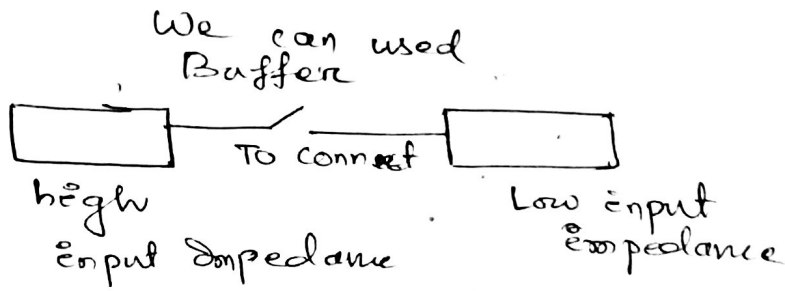 We can used
Buffer
To connect
high
input Impedance
Low input
impedance